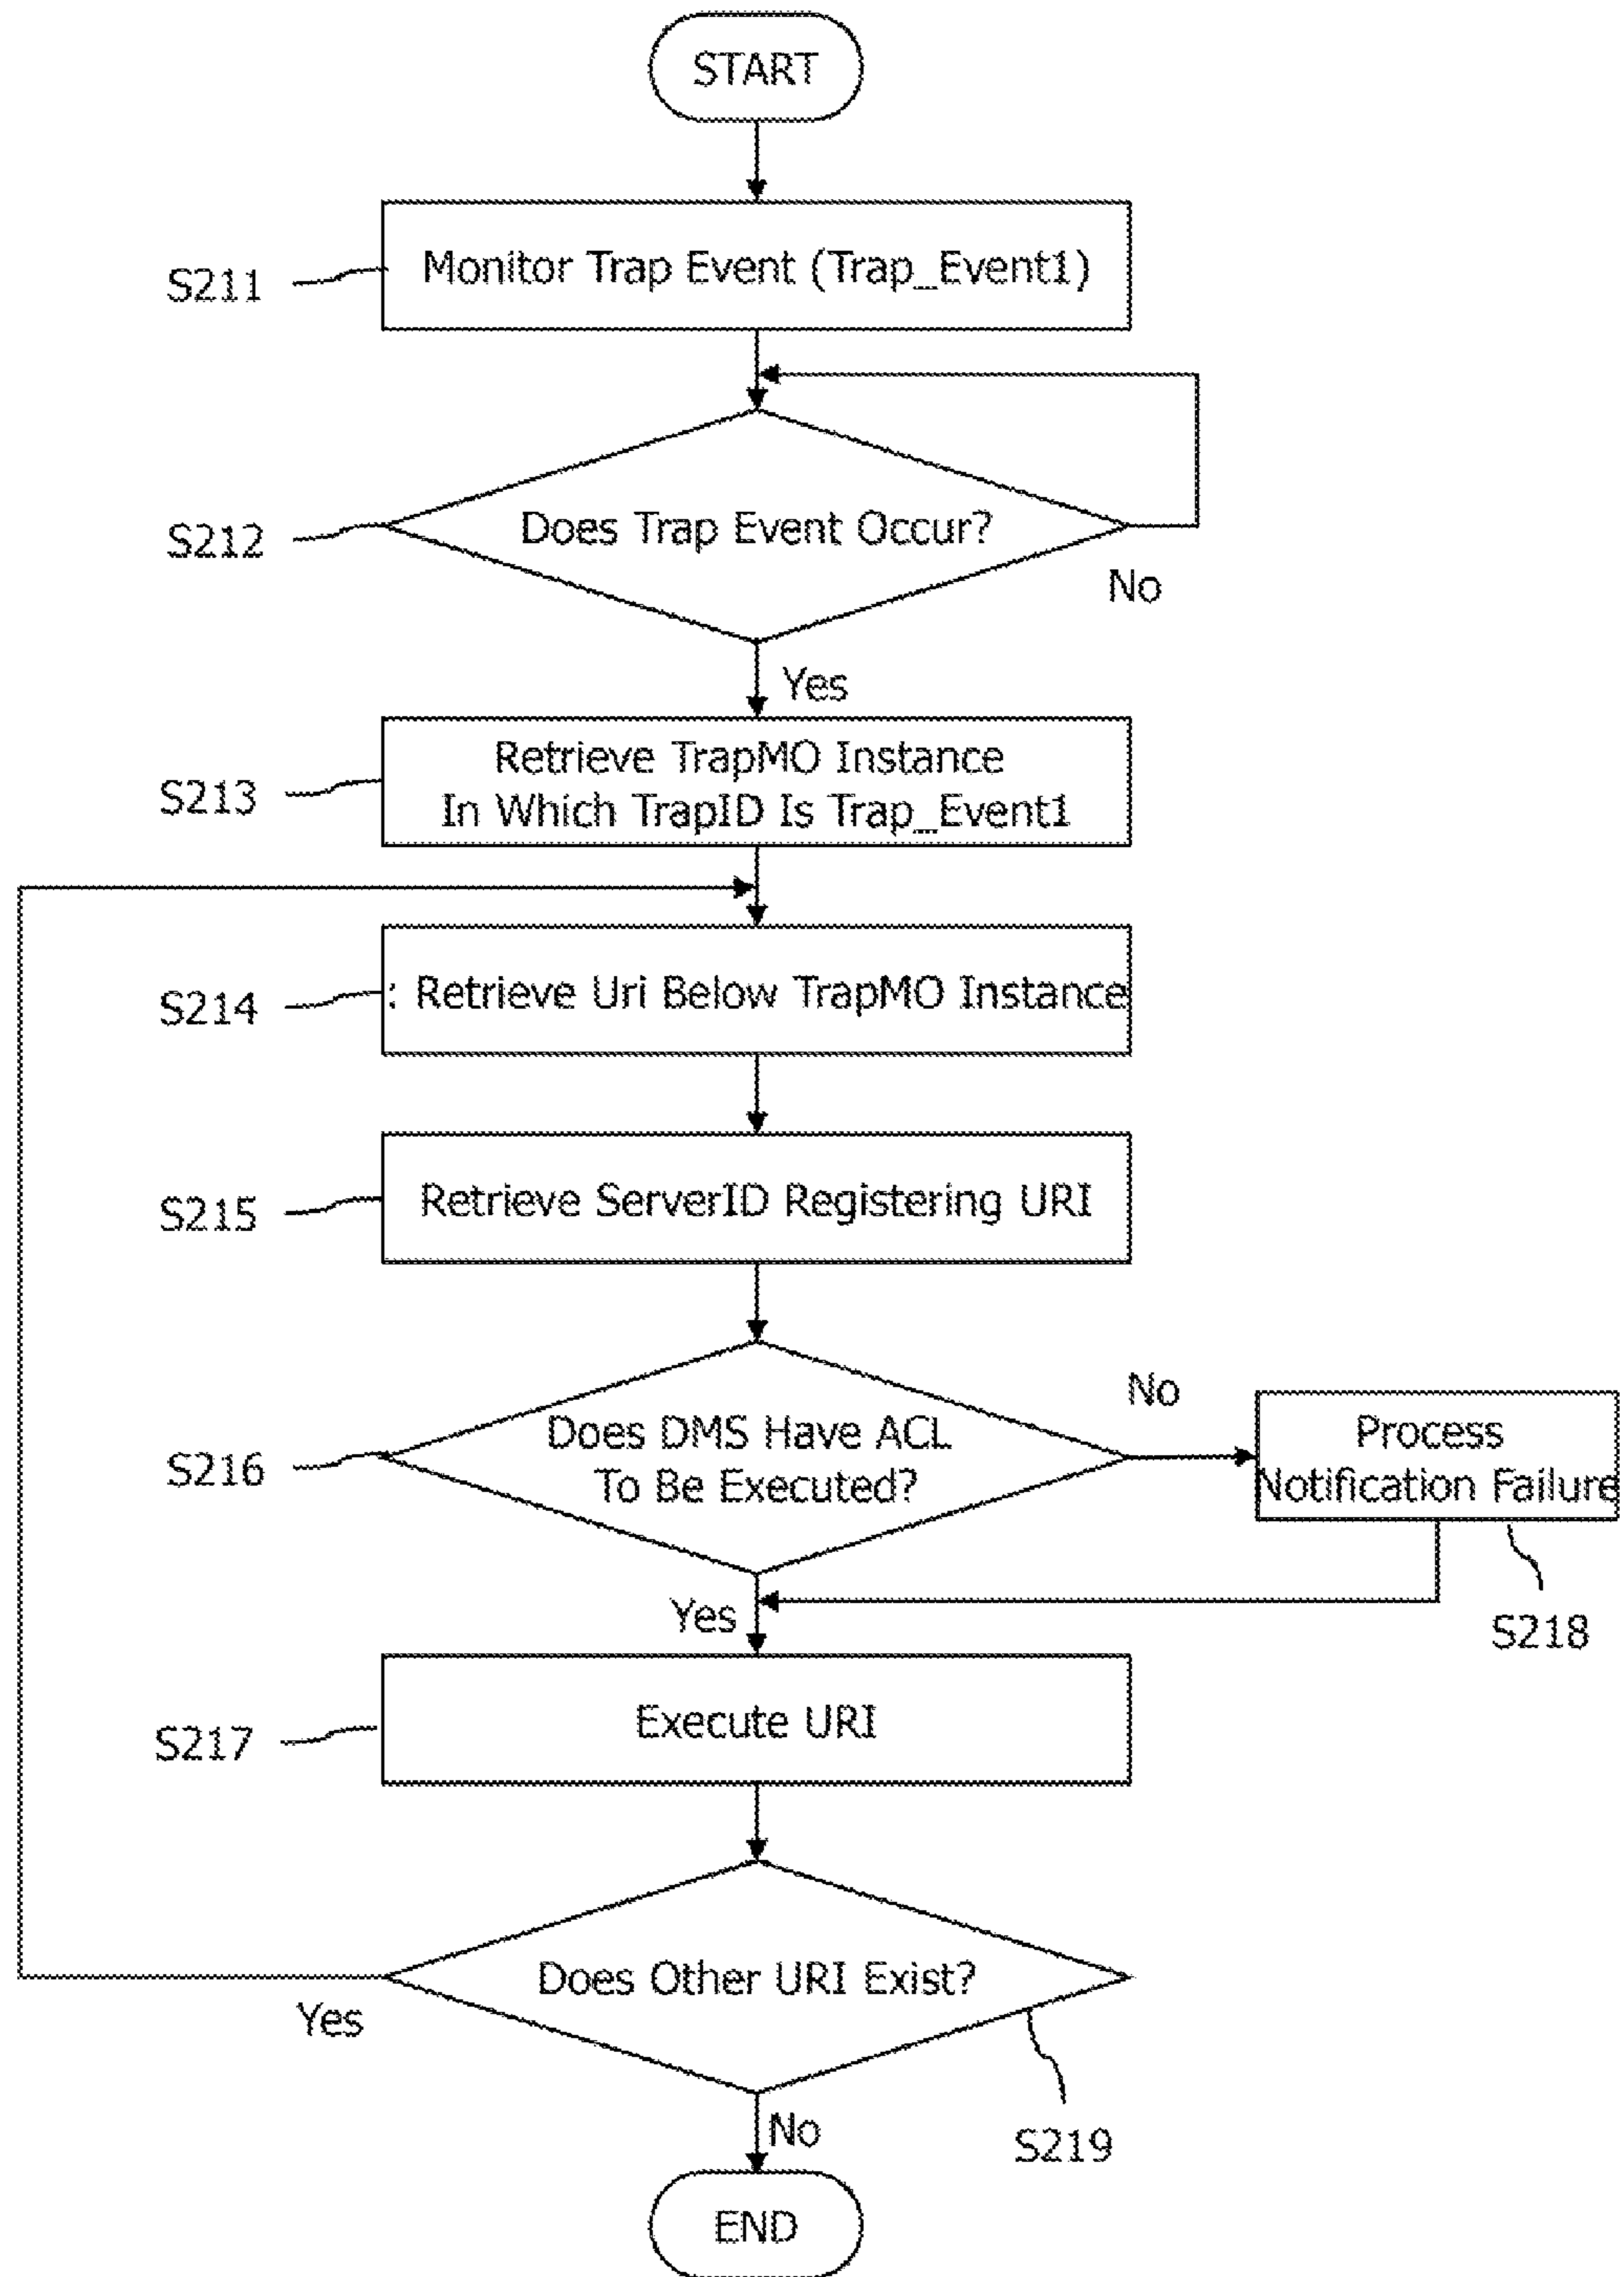 START
S211
Monitor Trap Event (Trap_Event1)
S212
Does Trap Event Occur?
No
Yes
S213
Retrieve TrapMO Instance
In Which TrapID Is Trap_Event1
S214
: Retrieve Uri Below TrapMO Instance
S215
Retrieve ServerID Registering URI
S216
Does DMS Have ACL
To Be Executed?
No
Process
Notification Failure
S218
Yes
S217
Execute URI
Does Other URI Exist?
Yes
S219
No
END